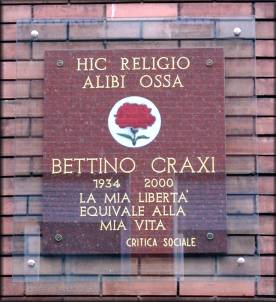 HIC RELIGIO
ALIBI OSSA
BETTINO CRAXI
1934 2000
LA MIA LIBERTA'
EQUIVALE ALLA
MIA VITA
CRITICA SOCIALE